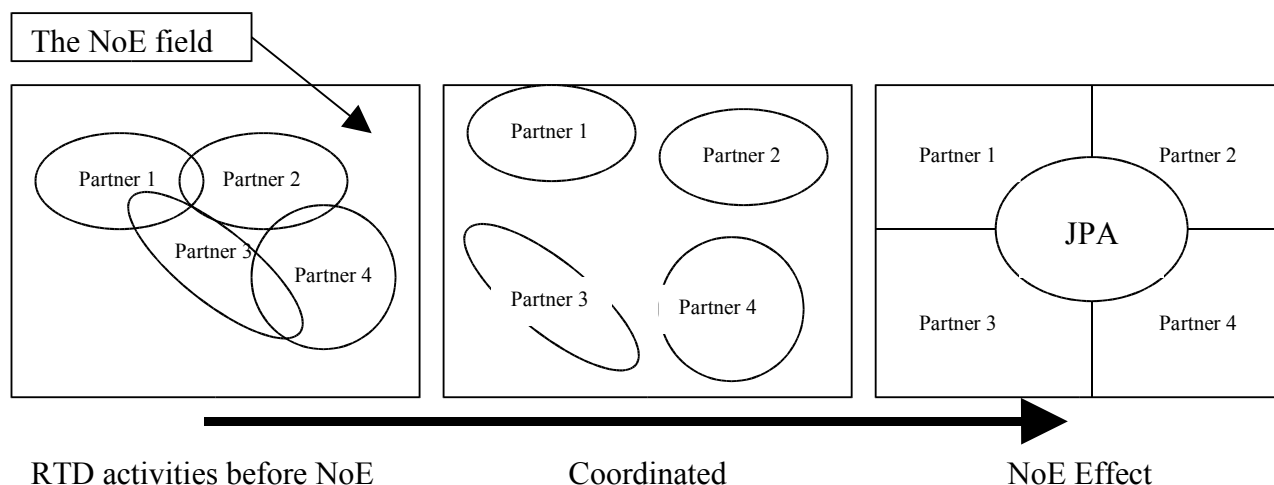 The NoE field
Partner 1
Partner 2
Partner 3
Partner 4
Partner 1
Partner 2
Partner 3
Partner 4
Partner 1
Partner 2
JPA
Partner 3
Partner 4
RTD activities before NoE
Coordinated
NoE Effect